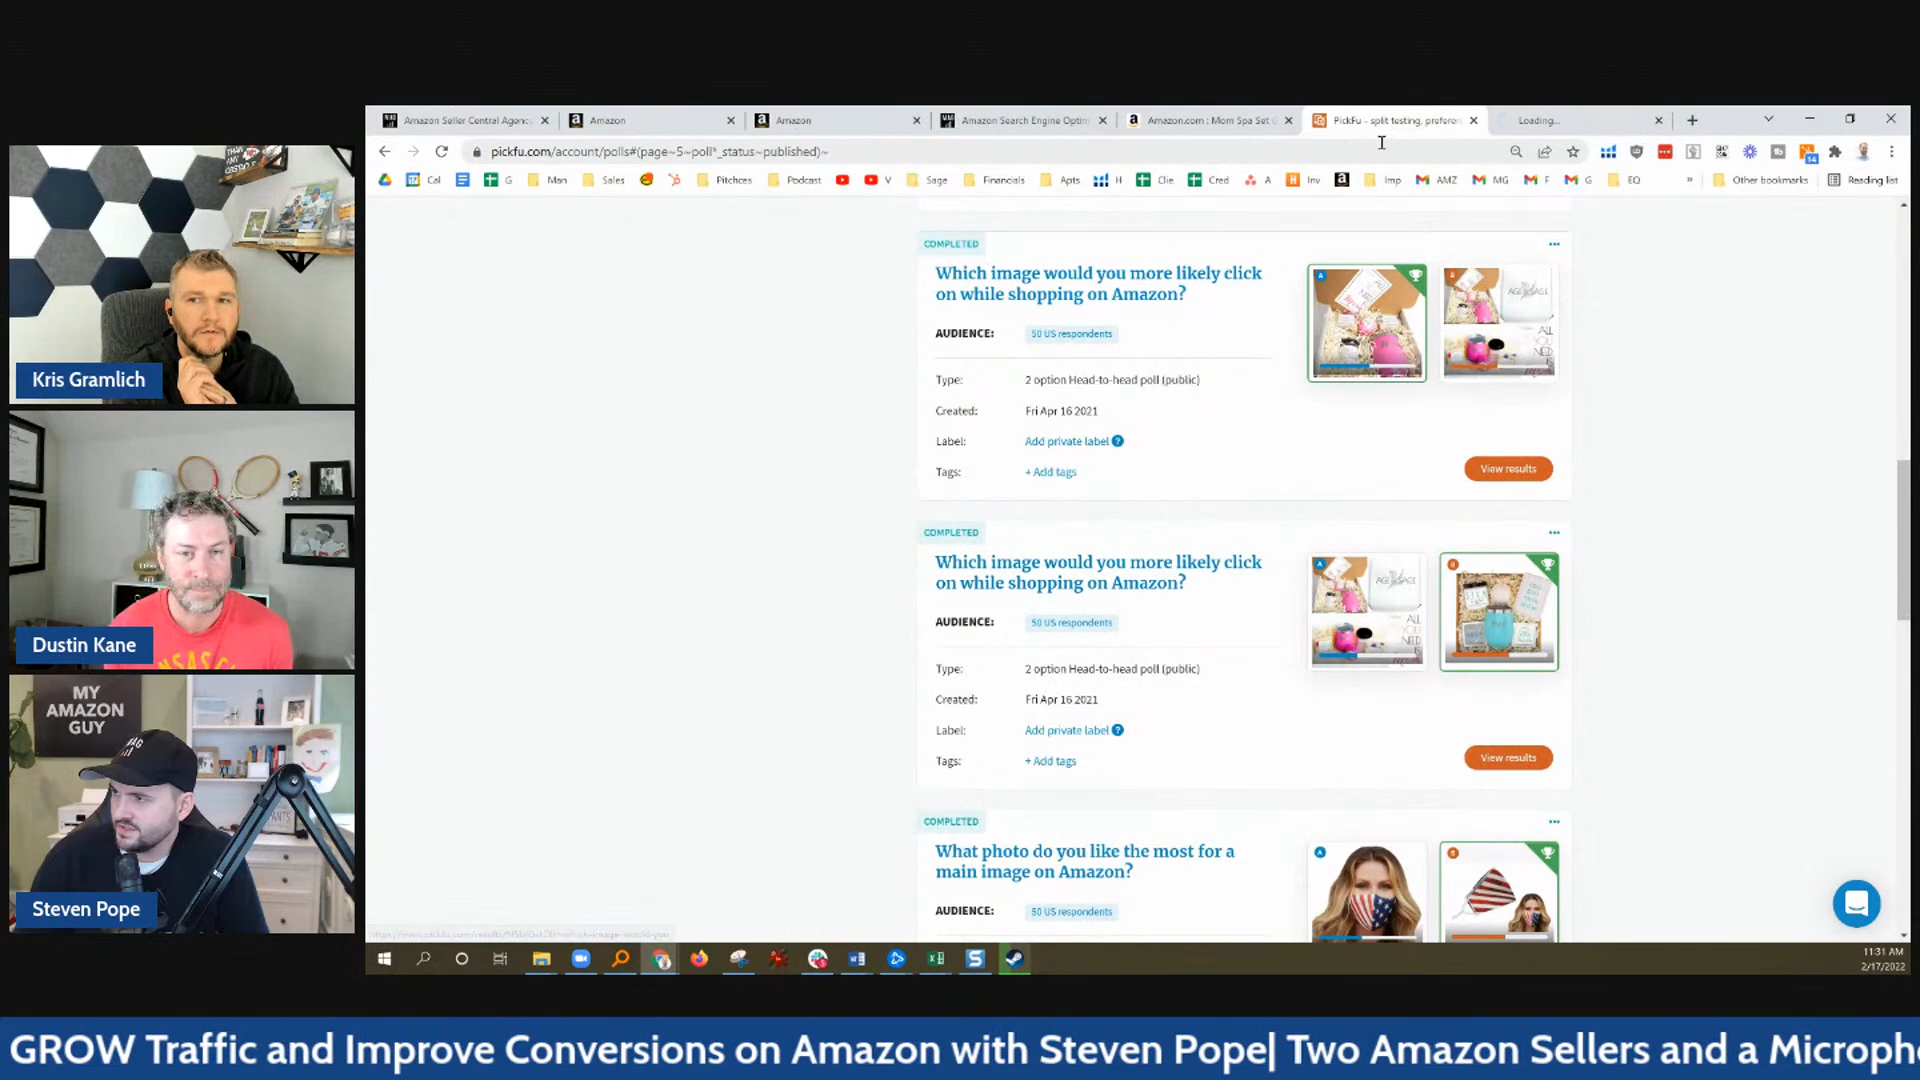 Amazon Seller Central Agenc
Amazon
Amazon
Amazon Search Engine Optim
Amazon.com : Mom Spa Set G
PickFu - split testing, preferen
Loading...
pickfu.com/account/polls#(page~5~poll*_status~published)~
Cal
G
Man
Sales
Pitchces
Podcast
V
Sage
Financials
Apts
H
Clie
Cred
A
Inv
Imp
AMZ
MG
F
G
EQ
»
Other bookmarks
Reading list
14
COMPLETED
Which image would you more likely click
on while shopping on Amazon?
AUDIENCE: 50 US respondents
Type: 2 option Head-to-head poll (public)
Created: Fri Apr 16 2021
Label: Add private label
Tags: + Add tags
View results
COMPLETED
Which image would you more likely click
on while shopping on Amazon?
AUDIENCE: 50 US respondents
Type: 2 option Head-to-head poll (public)
Created: Fri Apr 16 2021
Label: Add private label
Tags: + Add tags
View results
COMPLETED
What photo do you like the most for a
main image on Amazon?
AUDIENCE: 50 US respondents
11:31 AM
2/17/2022
Kris Gramlich
Dustin Kane
MY
AMAZON
GUY
Steven Pope
GROW Traffic and Improve Conversions on Amazon with Steven Pope| Two Amazon Sellers and a Microph